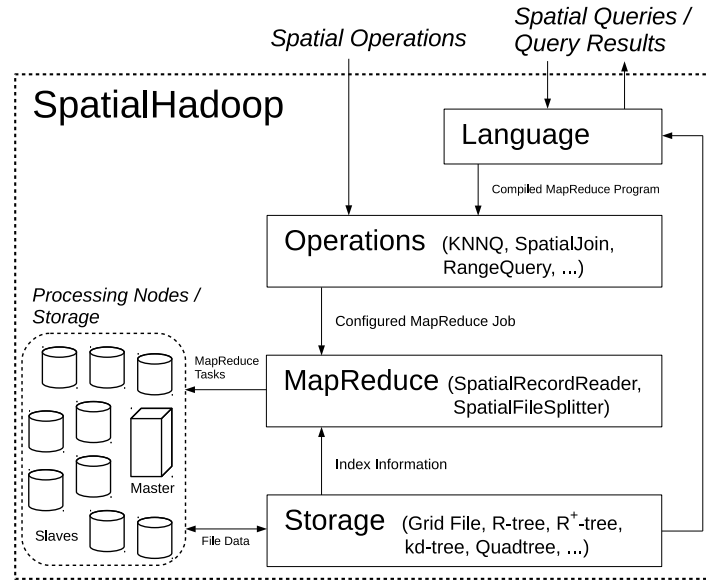 Spatial Operations
Spatial Queries /
Query Results
SpatialHadoop
Language
Compiled MapReduce Program
Operations (KNNQ, SpatialJoin,
RangeQuery, ...)
Processing Nodes /
Storage
Configured MapReduce Job
MapReduce
Tasks
MapReduce (SpatialRecordReader,
SpatialFileSplitter)
Master
Index Information
Slaves
File Data
Storage (Grid File, R-tree, R⁺-tree,
kd-tree, Quadtree, ...)